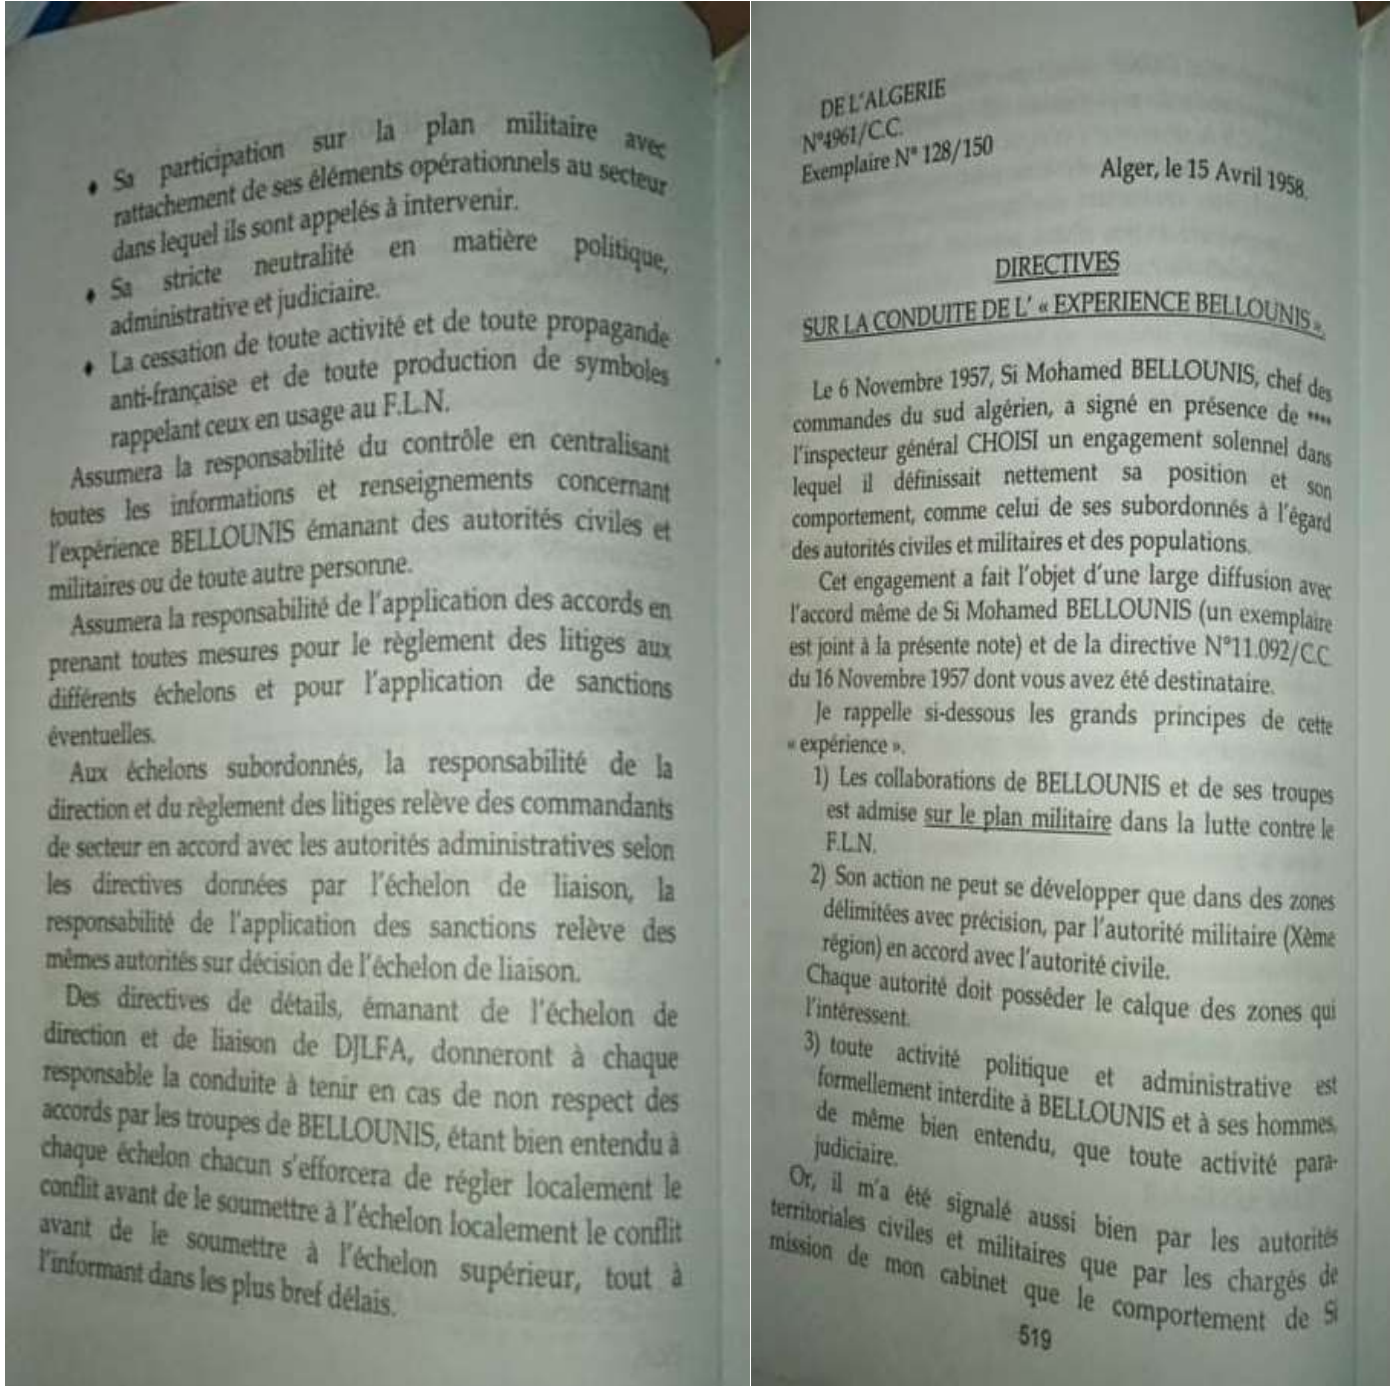 ♦ Sa participation sur la plan militaire avec
rattachement de ses éléments opérationnels au secteur
dans lequel ils sont appelés à intervenir.
♦ Sa stricte neutralité en matière politique,
administrative et judiciaire.
♦ La cessation de toute activité et de toute propagande
anti-française et de toute production de symboles
rappelant ceux en usage au F.L.N.
Assumera la responsabilité du contrôle en centralisant
toutes les informations et renseignements concernant
l'expérience BELLOUNIS émanant des autorités civiles et
militaires ou de toute autre personne.
Assumera la responsabilité de l'application des accords en
prenant toutes mesures pour le règlement des litiges aux
différents échelons et pour l'application de sanctions
éventuelles.
Aux échelons subordonnés, la responsabilité de la
direction et du règlement des litiges relève des commandants
de secteur en accord avec les autorités administratives selon
les directives données par l'échelon de liaison, la
responsabilité de l'application des sanctions relève des
mêmes autorités sur décision de l'échelon de liaison.
Des directives de détails, émanant de l'échelon de
direction et de liaison de DJLFA, donneront à chaque
responsable la conduite à tenir en cas de non respect des
accords par les troupes de BELLOUNIS, étant bien entendu à
chaque échelon chacun s'efforcera de régler localement le
conflit avant de le soumettre à l'échelon localement le conflit
avant de le soumettre à l'échelon supérieur, tout à
l'informant dans les plus bref délais.
DE L'ALGERIE
N°4961/C.C.
Exemplaire N° 128/150
Alger, le 15 Avril 1958.
DIRECTIVES
SUR LA CONDUITE DE L' « EXPERIENCE BELLOUNIS ».
Le 6 Novembre 1957, Si Mohamed BELLOUNIS, chef des
commandes du sud algérien, a signé en présence de ****
l'inspecteur général CHOISI un engagement solennel dans
lequel il définissait nettement sa position et son
comportement, comme celui de ses subordonnés à l'égard
des autorités civiles et militaires et des populations.
Cet engagement a fait l'objet d'une large diffusion avec
l'accord même de Si Mohamed BELLOUNIS (un exemplaire
est joint à la présente note) et de la directive N°11.092/C.C
du 16 Novembre 1957 dont vous avez été destinataire.
Je rappelle si-dessous les grands principes de cette
« expérience ».
1) Les collaborations de BELLOUNIS et de ses troupes
est admise sur le plan militaire dans la lutte contre le
F.L.N.
2) Son action ne peut se développer que dans des zones
délimitées avec précision, par l'autorité militaire (Xème
région) en accord avec l'autorité civile.
Chaque autorité doit posséder le calque des zones qui
l'intéressent.
3) toute activité politique et administrative est
formellement interdite à BELLOUNIS et à ses hommes,
de même bien entendu, que toute activité para-
judiciaire.
Or, il m'a été signalé aussi bien par les autorités
territoriales civiles et militaires que par les chargés de
mission de mon cabinet que le comportement de Si
519